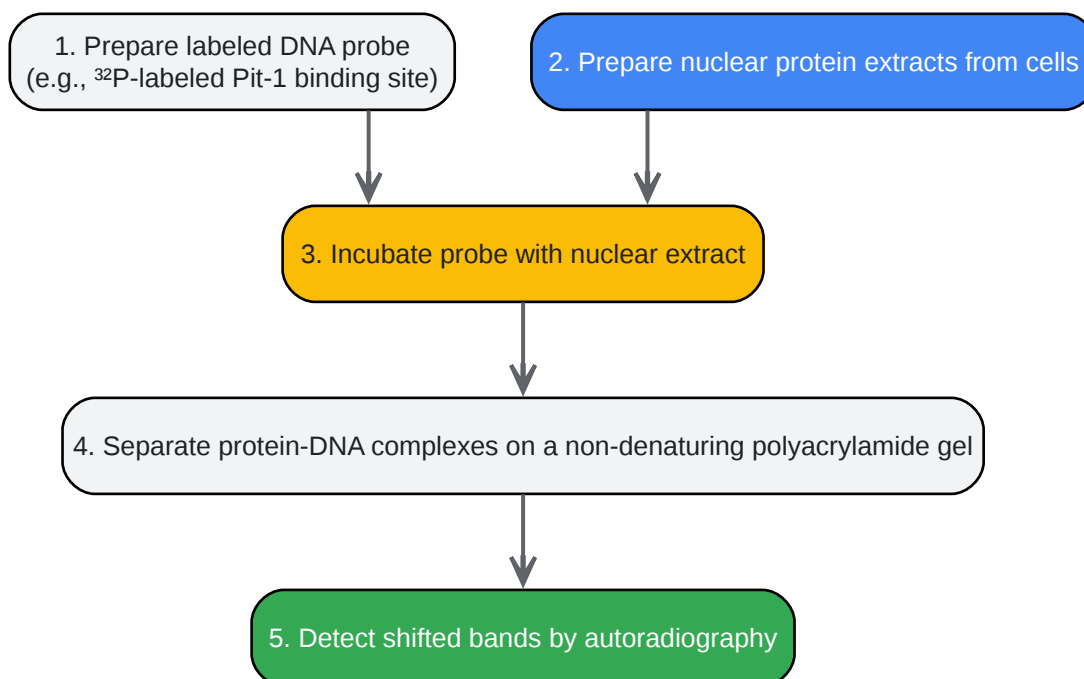 1. Prepare labeled DNA probe
(e.g., ³²P-labeled Pit-1 binding site)
2. Prepare nuclear protein extracts from cells
3. Incubate probe with nuclear extract
4. Separate protein-DNA complexes on a non-denaturing polyacrylamide gel
5. Detect shifted bands by autoradiography